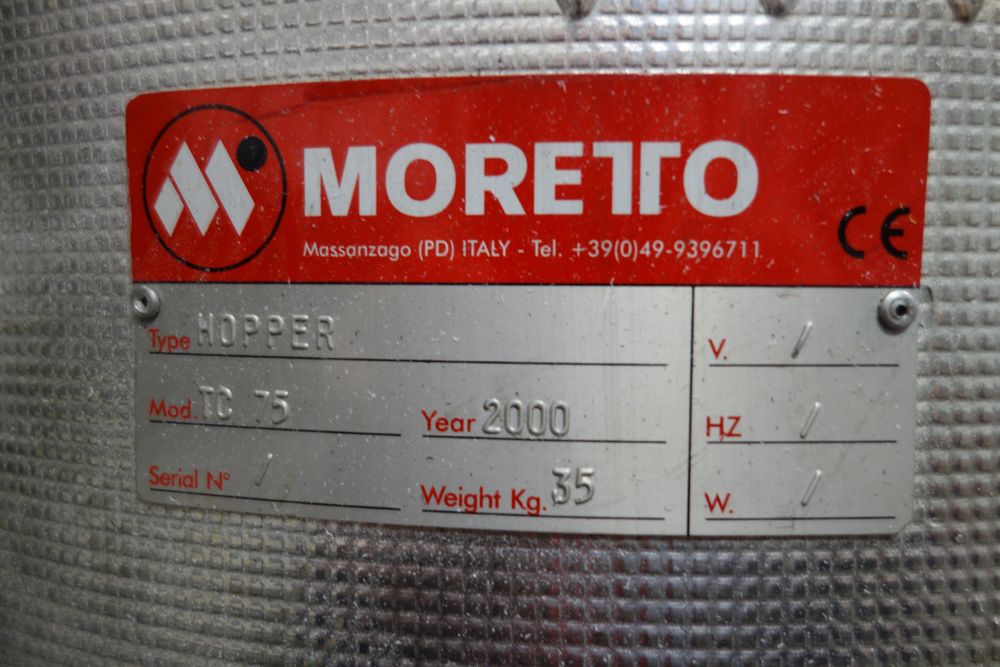 MORETTO
Massanzago (PD) ITALY - Tel. +39(0)49-9396711
CE
Type HOPPER
V. /
Mod. TC 75
Year 2000
HZ /
Serial N° /
Weight Kg. 35
W. /